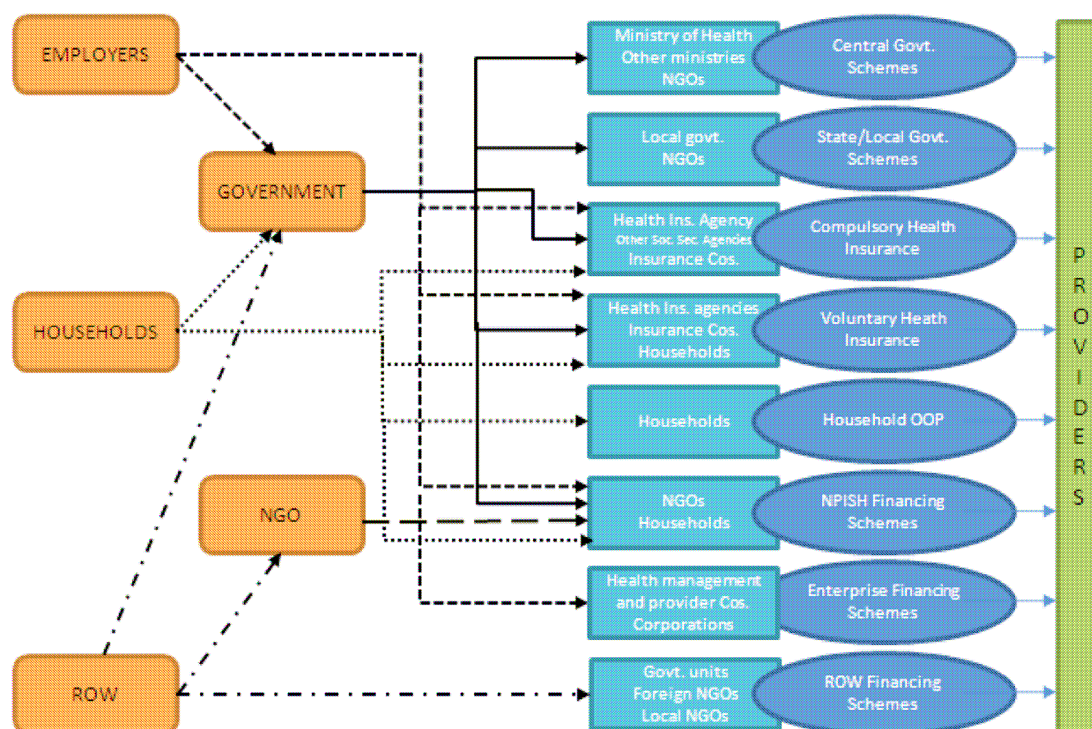 EMPLOYERS
GOVERNMENT
HOUSEHOLDS
NGO
ROW
Ministry of Health
Other ministries
NGOs
Central Govt.
Schemes
Local govt.
NGOs
State/Local Govt.
Schemes
Health Ins. Agency
Other Soc. Sec. Agencies
Insurance Cos.
Compulsory Health
Insurance
Health Ins. agencies
Insurance Cos.
Households
Voluntary Heath
Insurance
Households
Household OOP
NGOs
Households
NPISH Financing
Schemes
Health management
and provider Cos.
Corporations
Enterprise Financing
Schemes
Govt. units
Foreign NGOs
Local NGOs
ROW Financing
Schemes
PROVIDERS